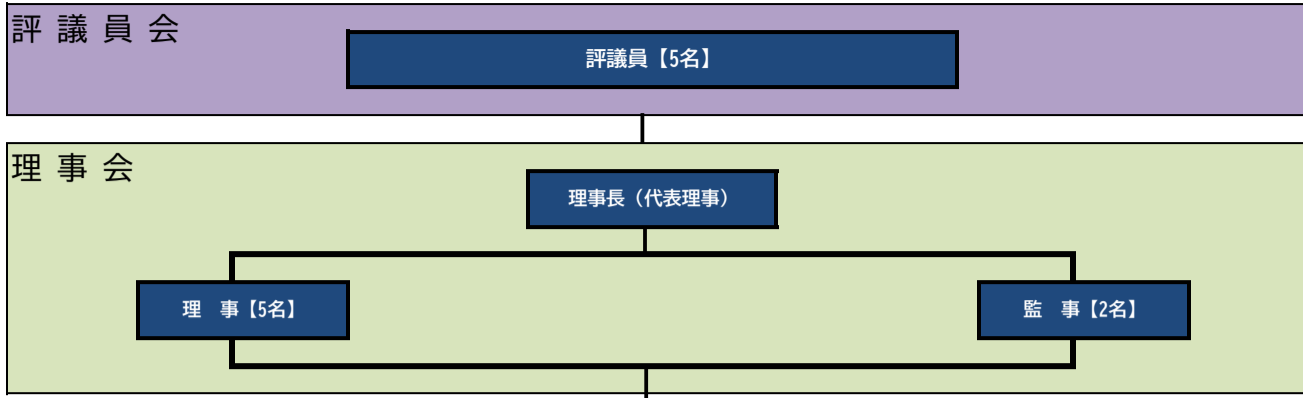 評 議 員 会
評議員【5名】
理 事 会
理事長（代表理事）
理　事【5名】
監　事【2名】